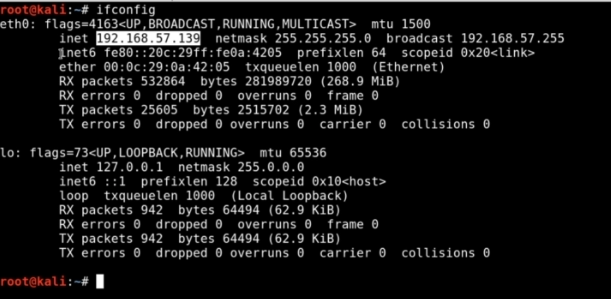 root@kali:~# ifconfig
eth0: flags=4163<UP,BROADCAST,RUNNING,MULTICAST>  mtu 1500
        inet 192.168.57.139  netmask 255.255.255.0  broadcast 192.168.57.255
        inet6 fe80::20c:29ff:fe0a:4205  prefixlen 64  scopeid 0x20<link>
        ether 00:0c:29:0a:42:05  txqueuelen 1000  (Ethernet)
        RX packets 532864  bytes 281989720 (268.9 MiB)
        RX errors 0  dropped 0  overruns 0  frame 0
        TX packets 25605  bytes 2515702 (2.3 MiB)
        TX errors 0  dropped 0 overruns 0  carrier 0  collisions 0
lo: flags=73<UP,LOOPBACK,RUNNING>  mtu 65536
        inet 127.0.0.1  netmask 255.0.0.0
        inet6 ::1  prefixlen 128  scopeid 0x10<host>
        loop  txqueuelen 1000  (Local Loopback)
        RX packets 942  bytes 64494 (62.9 KiB)
        RX errors 0  dropped 0  overruns 0  frame 0
        TX packets 942  bytes 64494 (62.9 KiB)
        TX errors 0  dropped 0 overruns 0  carrier 0  collisions 0
root@kali:~#